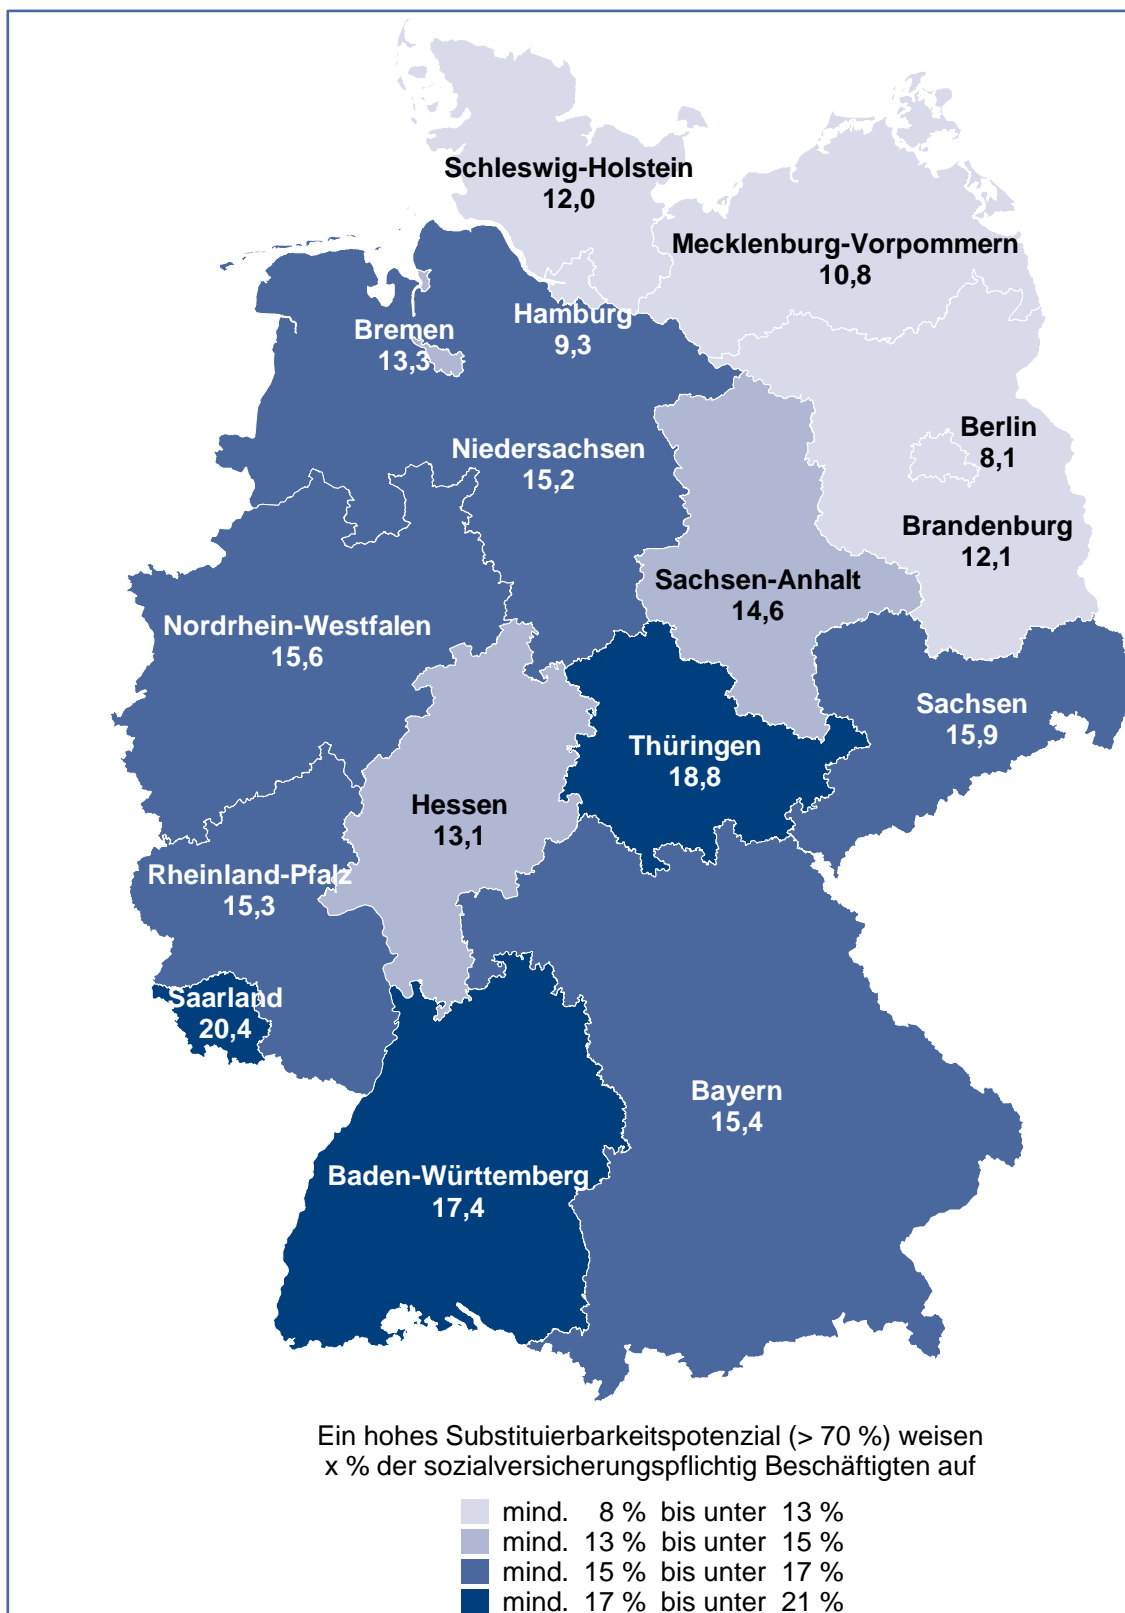 Schleswig-Holstein
12,0
Mecklenburg-Vorpommern
10,8
Hamburg
9,3
Bremen
13,3
Berlin
8,1
Niedersachsen
15,2
Brandenburg
12,1
Sachsen-Anhalt
14,6
Nordrhein-Westfalen
15,6
Sachsen
15,9
Thüringen
18,8
Hessen
13,1
Rheinland-Pfalz
15,3
Saarland
20,4
Bayern
15,4
Baden-Württemberg
17,4
Ein hohes Substituierbarkeitspotenzial (> 70 %) weisen
x % der sozialversicherungspflichtig Beschäftigten auf
mind. 8 % bis unter 13 %
mind. 13 % bis unter 15 %
mind. 15 % bis unter 17 %
mind. 17 % bis unter 21 %